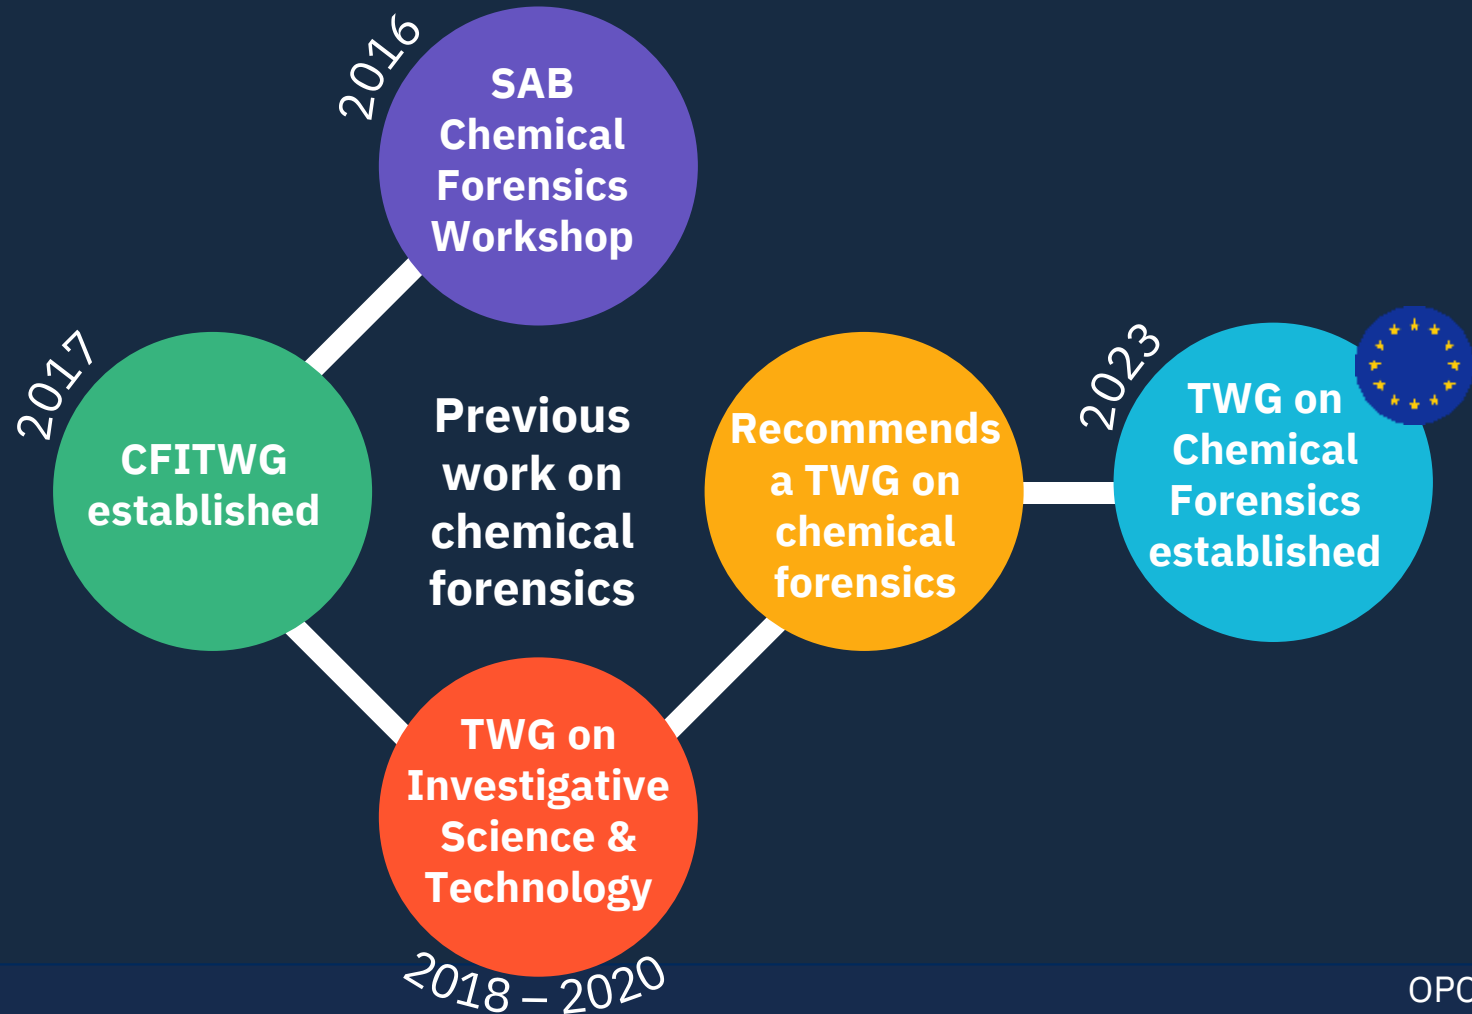 2016
SAB
Chemical
Forensics
Workshop
2017
CFITWG
established
Previous
work on
chemical
forensics
TWG on
Investigative
Science &
Technology
2018 – 2020
Recommends
a TWG on
chemical
forensics
2023
TWG on
Chemical
Forensics
established